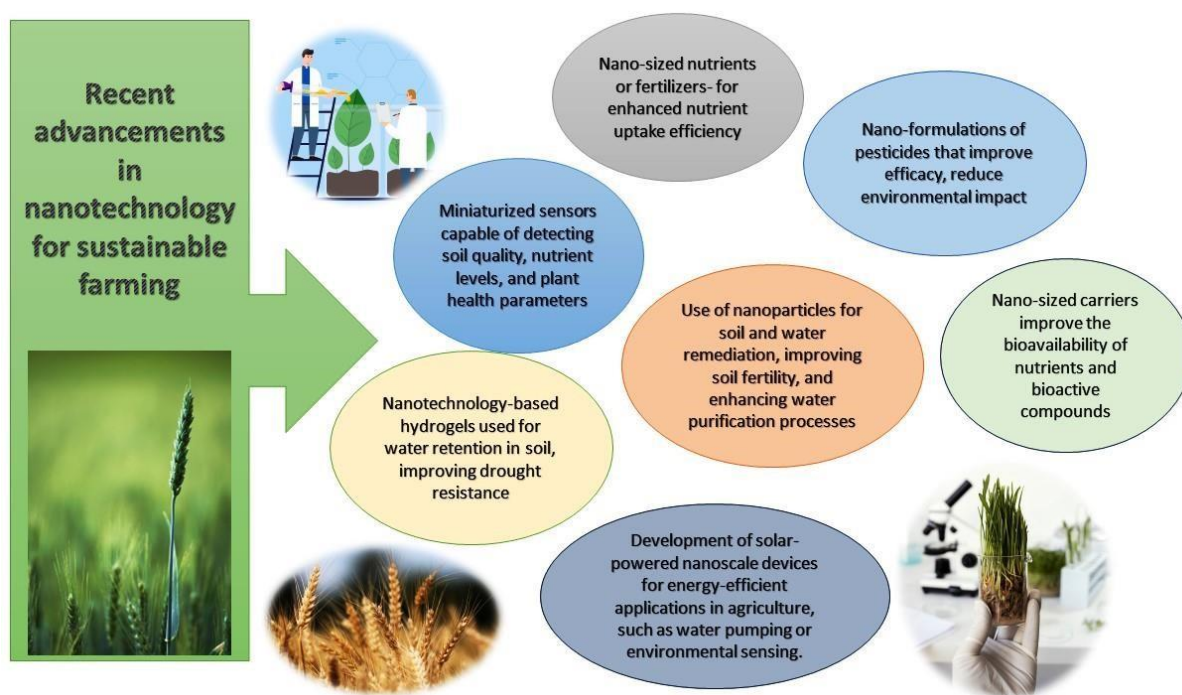 Recent
advancements
in
nanotechnology
for sustainable
farming
Nano-sized nutrients
or fertilizers- for
enhanced nutrient
uptake efficiency
Nano-formulations of
pesticides that improve
efficacy, reduce
environmental impact
Miniaturized sensors
capable of detecting
soil quality, nutrient
levels, and plant
health parameters
Use of nanoparticles for
soil and water
remediation, improving
soil fertility, and
enhancing water
purification processes
Nano-sized carriers
improve the
bioavailability of
nutrients and
bioactive
compounds
Nanotechnology-based
hydrogels used for
water retention in soil,
improving drought
resistance
Development of solar-
powered nanoscale devices
for energy-efficient
applications in agriculture,
such as water pumping or
environmental sensing.